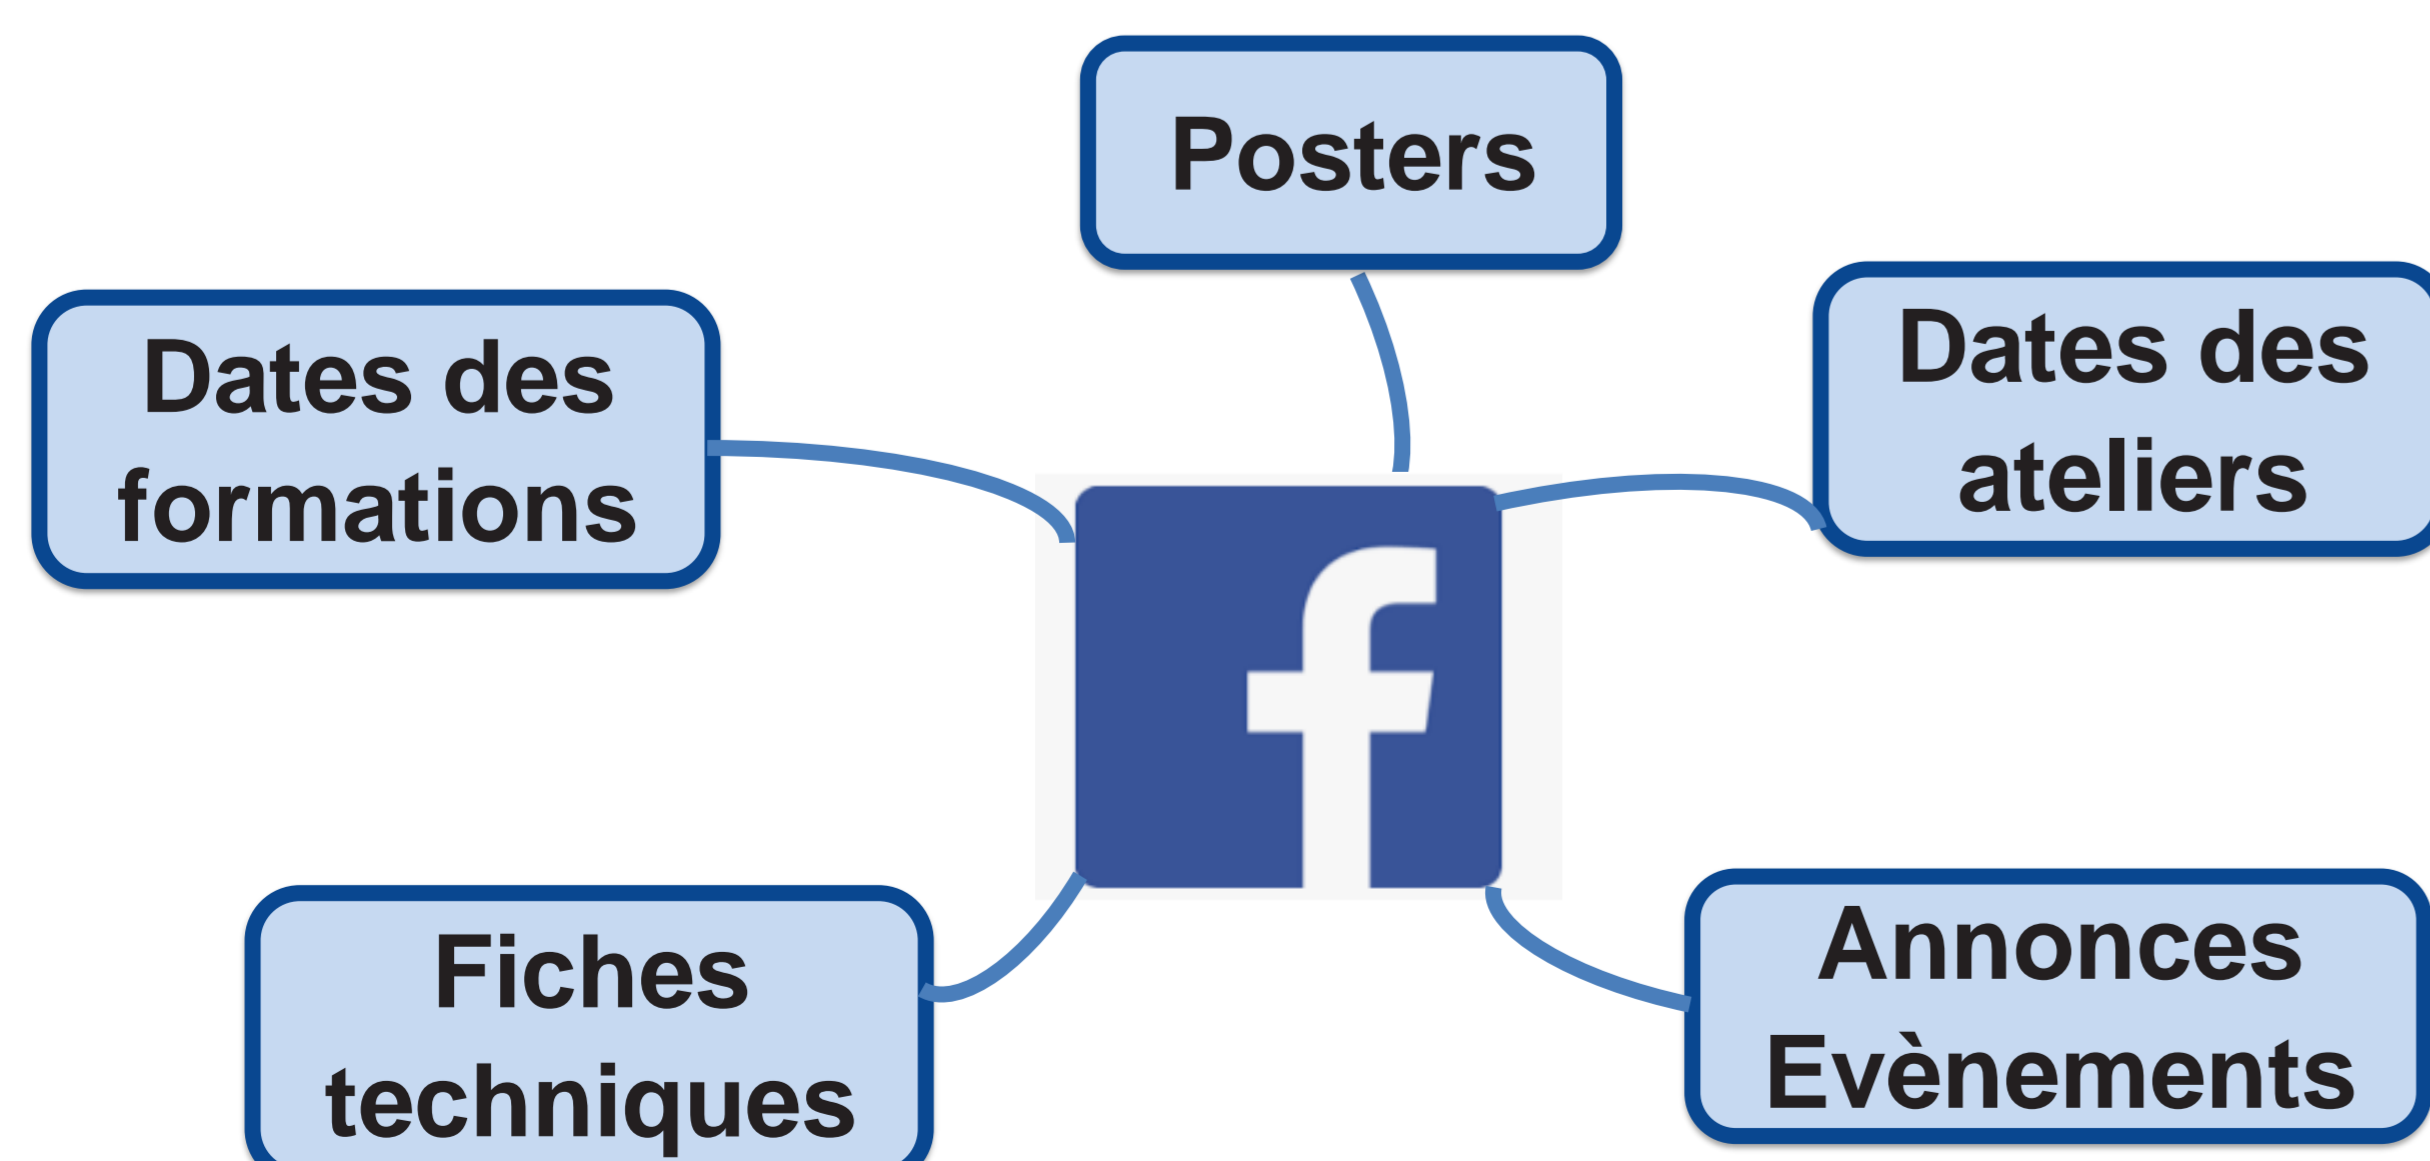 Posters
Dates des
formations
Dates des
ateliers
Fiches
techniques
Annonces
Evènements